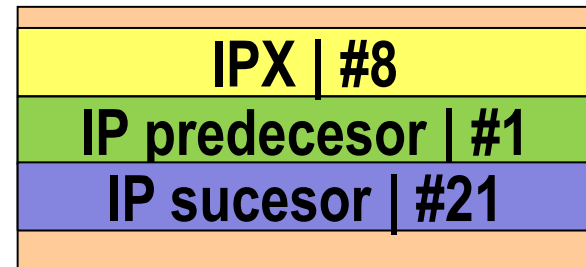 IPX | #8
IP predecesor | #1
IP sucesor | #21